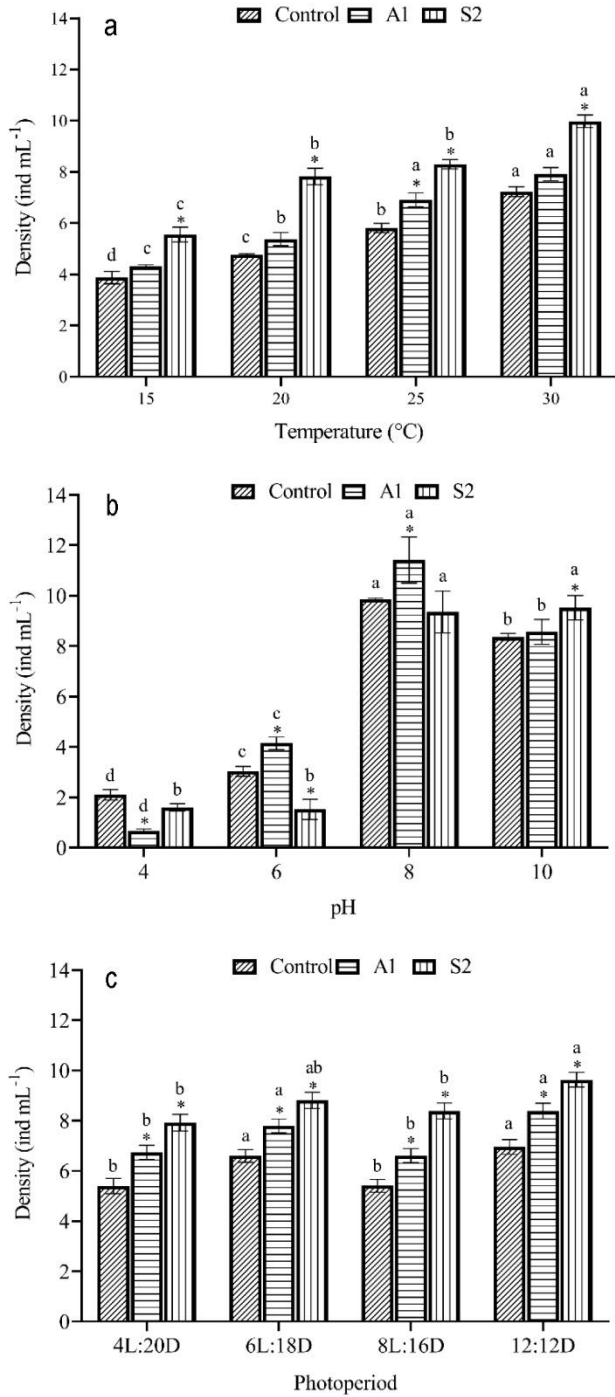 a
Control A1 S2
14
12
10
8
6
4
2
0
Density (ind mL⁻¹)
d c c *
c b b *
b a * b *
a a a *
15 20 25 30
Temperature (°C)
b
Control A1 S2
14
12
10
8
6
4
2
0
Density (ind mL⁻¹)
d d * b
c c * b *
a a * a
b b a *
4 6 8 10
pH
c
Control A1 S2
14
12
10
8
6
4
2
0
Density (ind mL⁻¹)
b b * b *
a a * ab *
b b * b *
a a * a *
4L:20D 6L:18D 8L:16D 12:12D
Photoperiod